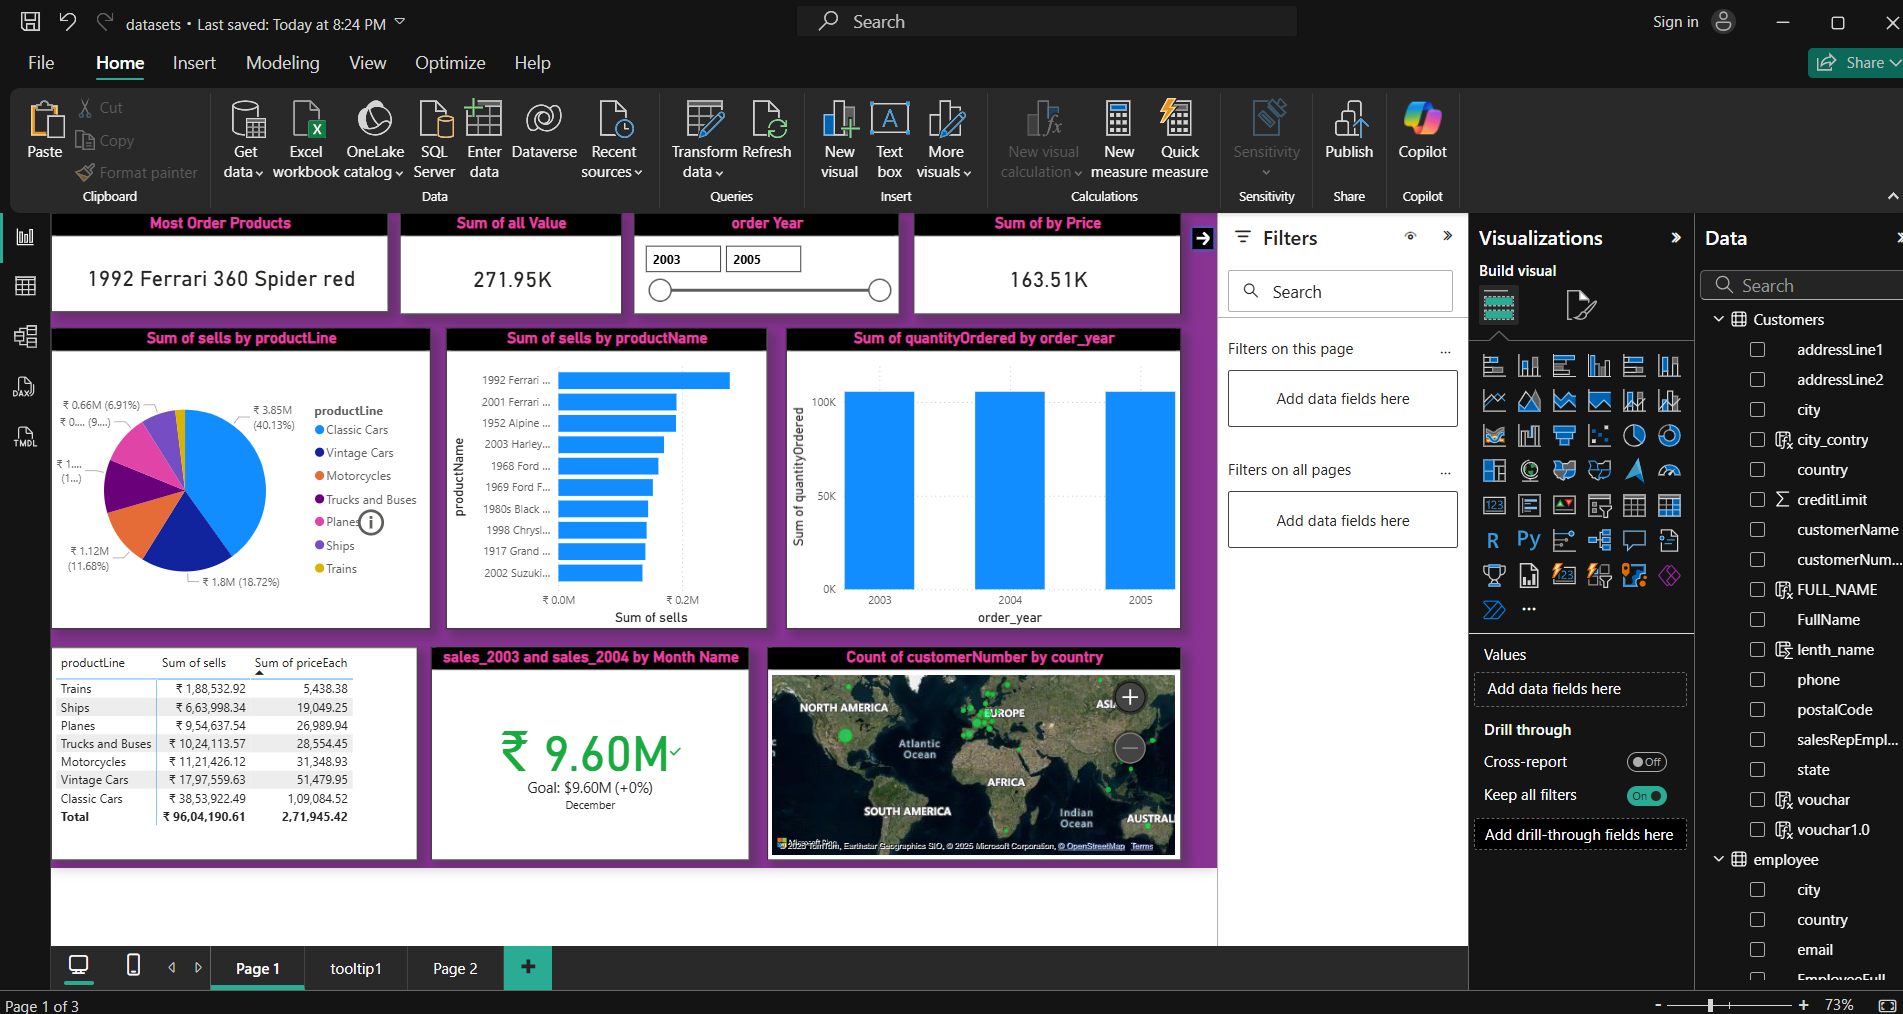 datasets • Last saved: Today at 8:24 PM
Search
Sign in
File
Home
Insert
Modeling
View
Optimize
Help
Share
Paste
Cut
Copy
Format painter
Clipboard
Get data
Excel workbook
OneLake catalog
SQL Server
Enter data
Dataverse
Recent sources
Data
Transform data
Refresh
Queries
New visual
Text box
More visuals
Insert
New visual calculation
New measure
Quick measure
Calculations
Sensitivity
Sensitivity
Publish
Share
Copilot
Copilot
DAX
TMDL
Most Order Products
1992 Ferrari 360 Spider red
Sum of all Value
271.95K
order Year
2003
2005
Sum of by Price
163.51K
Sum of sells by productLine
₹ 0.66M (6.91%)
₹ 0.... (9....)
₹ 1....
(1...)
₹ 1.12M
(11.68%)
₹ 1.8M (18.72%)
₹ 3.85M
(40.13%)
productLine
Classic Cars
Vintage Cars
Motorcycles
Trucks and Buses
Planes
Ships
Trains
Sum of sells by productName
productName
1992 Ferrari ...
2001 Ferrari ...
1952 Alpine ...
2003 Harley...
1968 Ford ...
1969 Ford F...
1980s Black ...
1998 Chrysl...
1917 Grand ...
2002 Suzuki...
₹ 0.0M
₹ 0.2M
Sum of sells
Sum of quantityOrdered by order_year
Sum of quantityOrdered
100K
50K
0K
2003
2004
2005
order_year
productLine Sum of sells Sum of priceEach
Trains ₹ 1,88,532.92 5,438.38
Ships ₹ 6,63,998.34 19,049.25
Planes ₹ 9,54,637.54 26,989.94
Trucks and Buses ₹ 10,24,113.57 28,554.45
Motorcycles ₹ 11,21,426.12 31,348.93
Vintage Cars ₹ 17,97,559.63 51,479.95
Classic Cars ₹ 38,53,922.49 1,09,084.52
Total ₹ 96,04,190.61 2,71,945.42
sales_2003 and sales_2004 by Month Name
₹ 9.60M
Goal: $9.60M (+0%)
December
Count of customerNumber by country
NORTH AMERICA
EUROPE
ASI
Atlantic Ocean
AFRICA
SOUTH AMERICA
Indian Ocean
AUSTRAL
© 2025 TomTom, Earthstar Geographics SIO, © 2025 Microsoft Corporation, © OpenStreetMap Terms
Filters
Search
Filters on this page
...
Add data fields here
Filters on all pages
...
Add data fields here
Visualizations
Build visual
R
Py
123
Values
Add data fields here
Drill through
Cross-report
Off
Keep all filters
On
Add drill-through fields here
Data
Search
Customers
addressLine1
addressLine2
city
city_contry
country
creditLimit
customerName
customerNum...
FULL_NAME
FullName
lenth_name
phone
postalCode
salesRepEmpl...
state
vouchar
vouchar1.0
employee
city
country
email
EmployeeFull
Page 1
tooltip1
Page 2
Page 1 of 3
73%